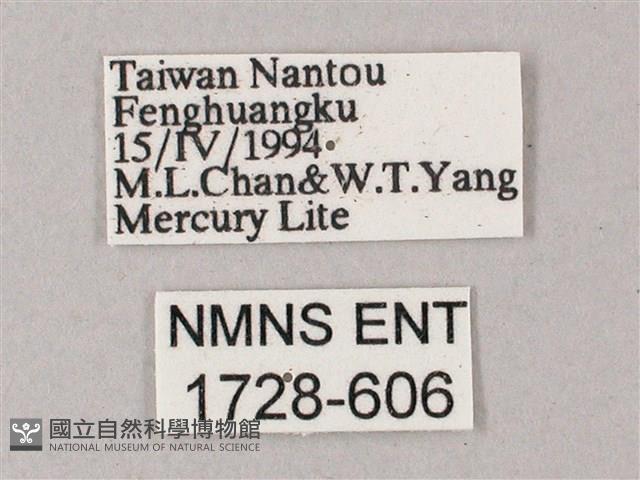 Taiwan Nantou
Fenghuangku
15/IV/1994
M.L.Chan&W.T.Yang
Mercury Lite
NMNS ENT
1728-606
國立自然科學博物館
NATIONAL MUSEUM OF NATURAL SCIENCE